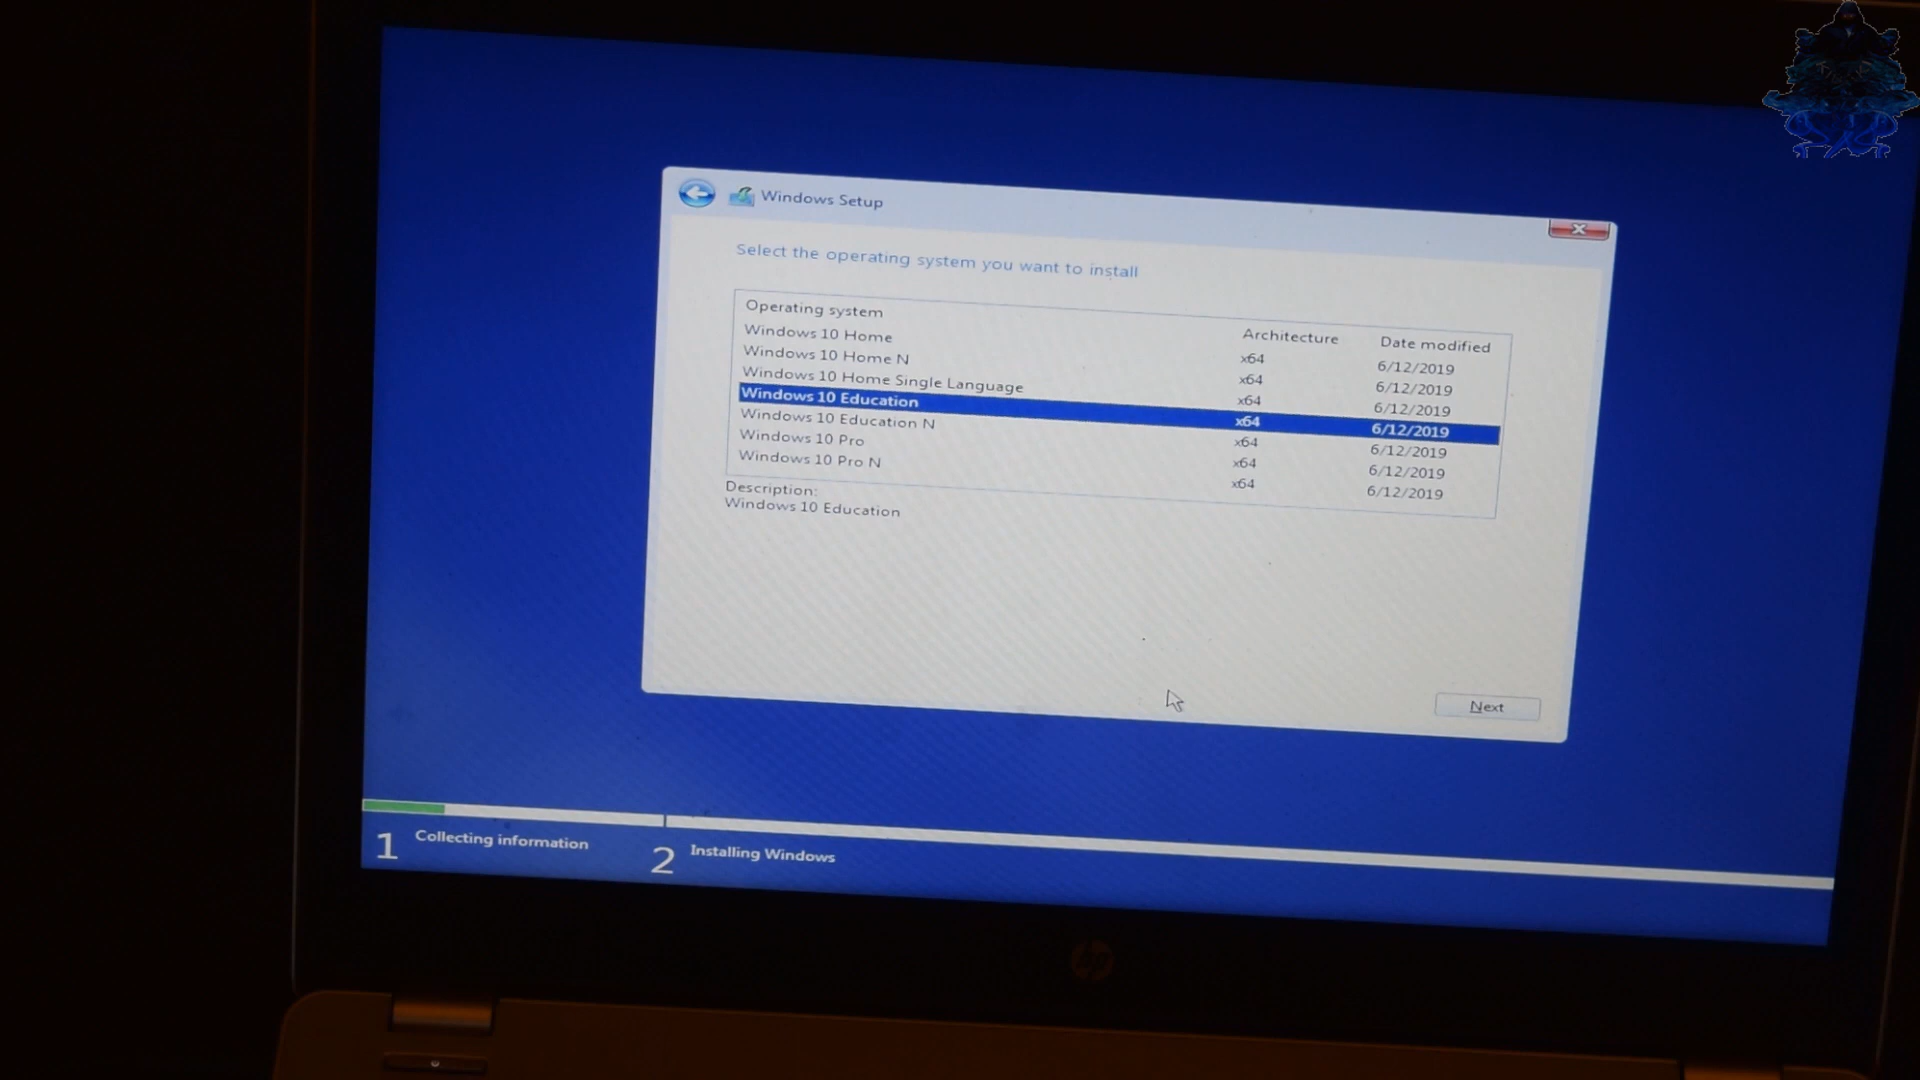 Windows Setup
Select the operating system you want to install
Operating system Architecture Date modified
Windows 10 Home x64 6/12/2019
Windows 10 Home N x64 6/12/2019
Windows 10 Home Single Language x64 6/12/2019
Windows 10 Education x64 6/12/2019
Windows 10 Education N x64 6/12/2019
Windows 10 Pro x64 6/12/2019
Windows 10 Pro N x64 6/12/2019
Description:
Windows 10 Education
Next
1 Collecting information 2 Installing Windows
hp